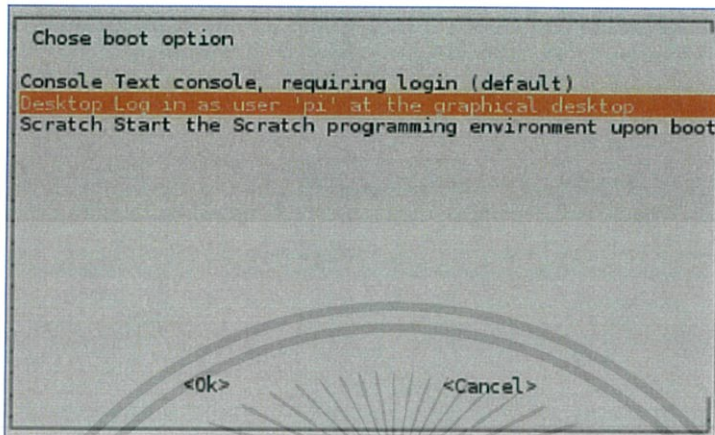 Chose boot option
Console Text console, requiring login (default)
Desktop Log in as user 'pi' at the graphical desktop
Scratch Start the Scratch programming environment upon boot
<Ok> <Cancel>